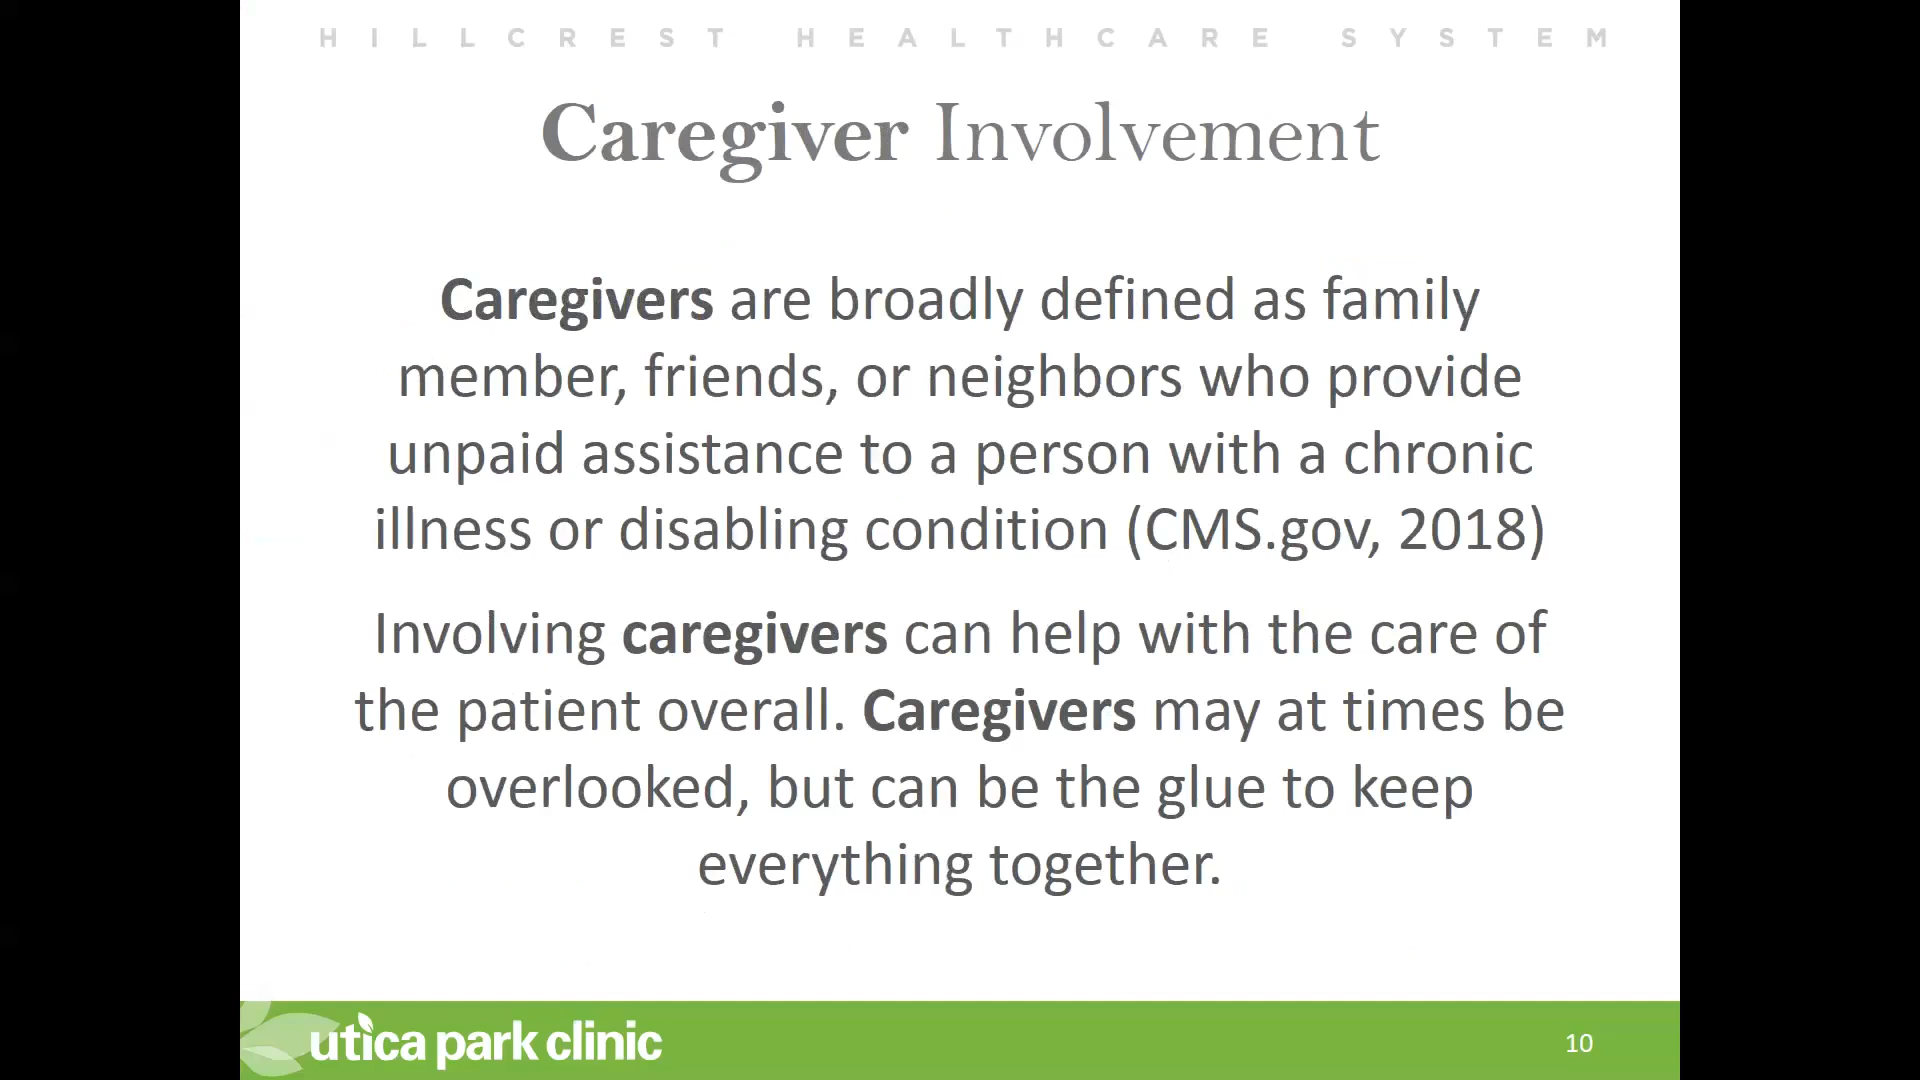 HILLCREST HEALTHCARE SYSTEM
Caregiver Involvement
Caregivers are broadly defined as family
member, friends, or neighbors who provide
unpaid assistance to a person with a chronic
illness or disabling condition (CMS.gov, 2018)
Involving caregivers can help with the care of
the patient overall. Caregivers may at times be
overlooked, but can be the glue to keep
everything together.
utica park clinic
10